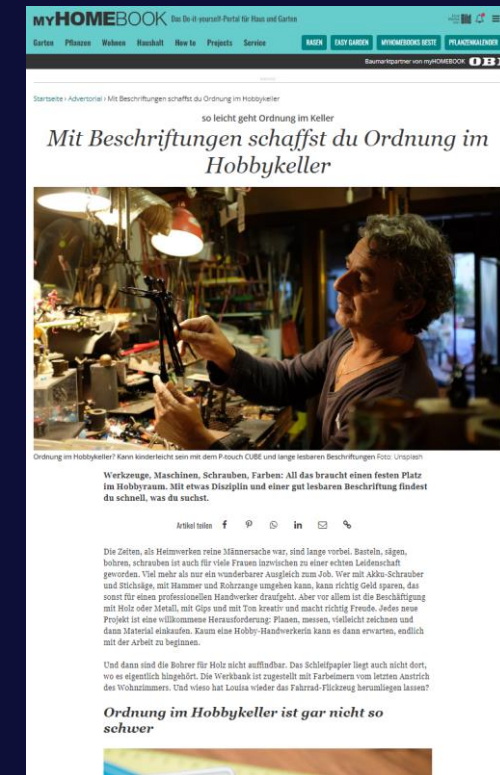 myHOMEBOOK Das Do-it-yourself-Portal für Haus und Garten
Garten Pflanzen Wohnen Haushalt How to Projects Service RASEN EASY GARDEN MYHOMEBOOKS BESTE PFLANZENKALENDER
Baumarktpartner von myHOMEBOOK OBI
Startseite › Advertorial › Mit Beschriftungen schaffst du Ordnung im Hobbykeller
so leicht geht Ordnung im Keller
Mit Beschriftungen schaffst du Ordnung im
Hobbykeller
Ordnung im Hobbykeller? Kann kinderleicht sein mit dem P-touch CUBE und lange lesbaren Beschriftungen Foto: Unsplash
Werkzeuge, Maschinen, Schrauben, Farben: All das braucht einen festen Platz
im Hobbyraum. Mit etwas Disziplin und einer gut lesbaren Beschriftung findest
du schnell, was du suchst.
Artikel teilen
Die Zeiten, als Heimwerken reine Männersache war, sind lange vorbei. Basteln, sägen,
bohren, schrauben ist auch für viele Frauen inzwischen zu einer echten Leidenschaft
geworden. Viel mehr als nur ein wunderbarer Ausgleich zum Job. Wer mit Akku-Schrauber
und Stichsäge, mit Hammer und Rohrzange umgehen kann, kann richtig Geld sparen, das
sonst für einen professionellen Handwerker draufgeht. Aber vor allem ist die Beschäftigung
mit Holz oder Metall, mit Gips und mit Ton kreativ und macht richtig Freude. Jedes neue
Projekt ist eine willkommene Herausforderung: Planen, messen, vielleicht zeichnen und
dann Material einkaufen. Kaum eine Hobby-Handwerkerin kann es dann erwarten, endlich
mit der Arbeit zu beginnen.
Und dann sind die Bohrer für Holz nicht auffindbar. Das Schleifpapier liegt auch nicht dort,
wo es eigentlich hingehört. Die Werkbank ist zugestellt mit Farbeimern vom letzten Anstrich
des Wohnzimmers. Und wieso hat Louisa wieder das Fahrrad-Flickzeug herumliegen lassen?
Ordnung im Hobbykeller ist gar nicht so
schwer